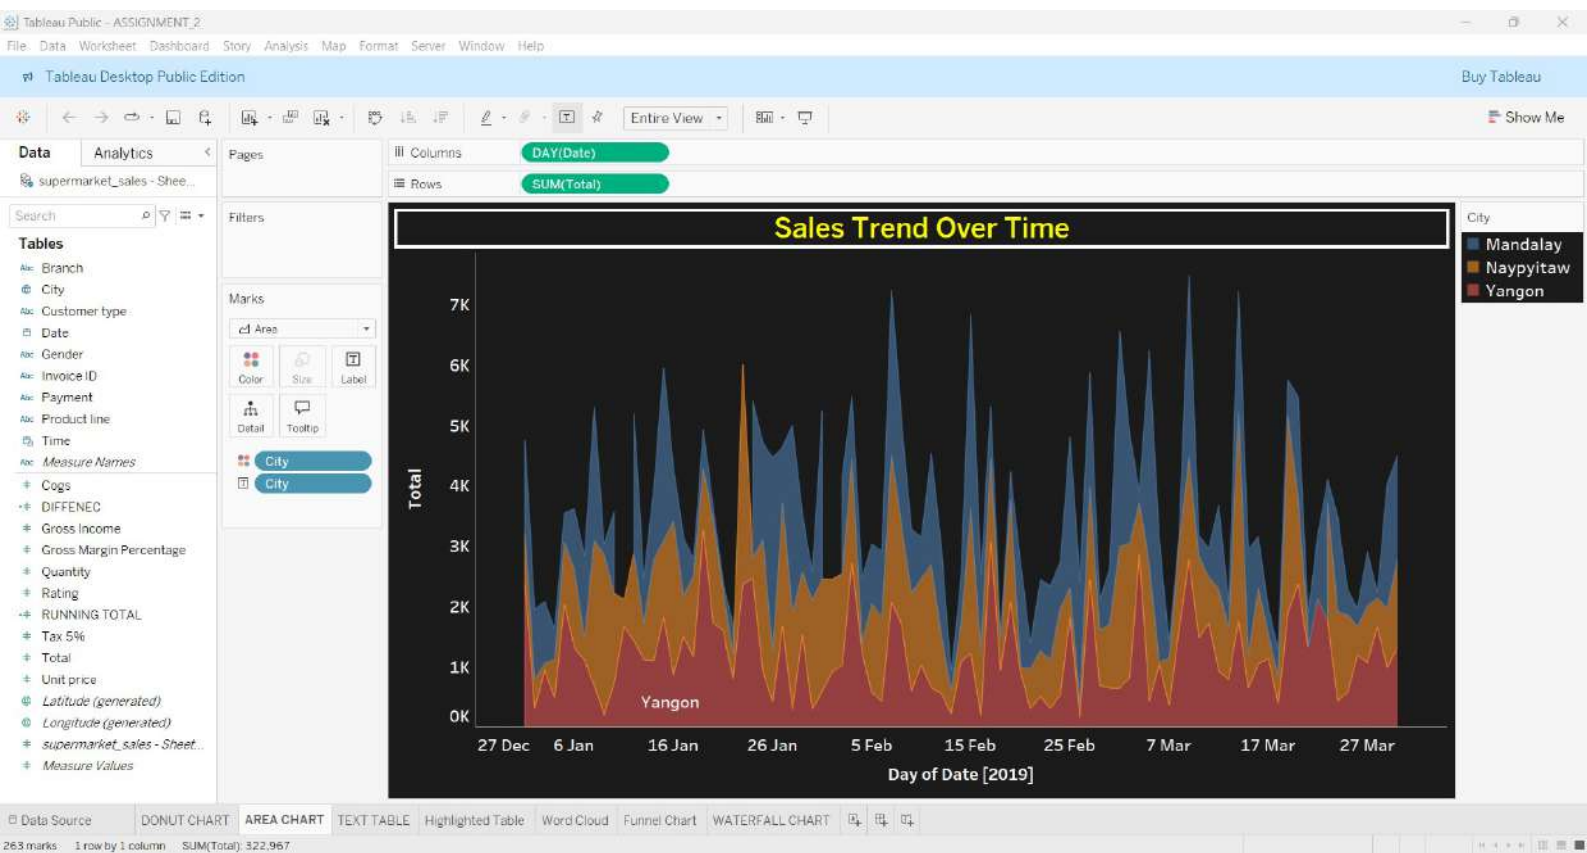 Tableau Public - ASSIGNMENT_2
File Data Worksheet Dashboard Story Analysis Map Format Server Window Help
Tableau Desktop Public Edition
Buy Tableau
Entire View
Show Me
Data Analytics
supermarket_sales - Shee...
Search
Tables
Abc Branch
City
Abc Customer type
Date
Abc Gender
Abc Invoice ID
Abc Payment
Abc Product line
Time
Abc Measure Names
Cogs
DIFFENEC
Gross Income
Gross Margin Percentage
Quantity
Rating
RUNNING TOTAL
Tax 5%
Total
Unit price
Latitude (generated)
Longitude (generated)
supermarket_sales - Sheet...
Measure Values
Pages
Filters
Marks
Area
Color Size Label
Detail Tooltip
City
City
Columns DAY(Date)
Rows SUM(Total)
Sales Trend Over Time
Total
7K
6K
5K
4K
3K
2K
1K
0K
Yangon
27 Dec 6 Jan 16 Jan 26 Jan 5 Feb 15 Feb 25 Feb 7 Mar 17 Mar 27 Mar
Day of Date [2019]
City
Mandalay
Naypyitaw
Yangon
Data Source DONUT CHART AREA CHART TEXT TABLE Highlighted Table Word Cloud Funnel Chart WATERFALL CHART
263 marks 1 row by 1 column SUM(Total): 322,967